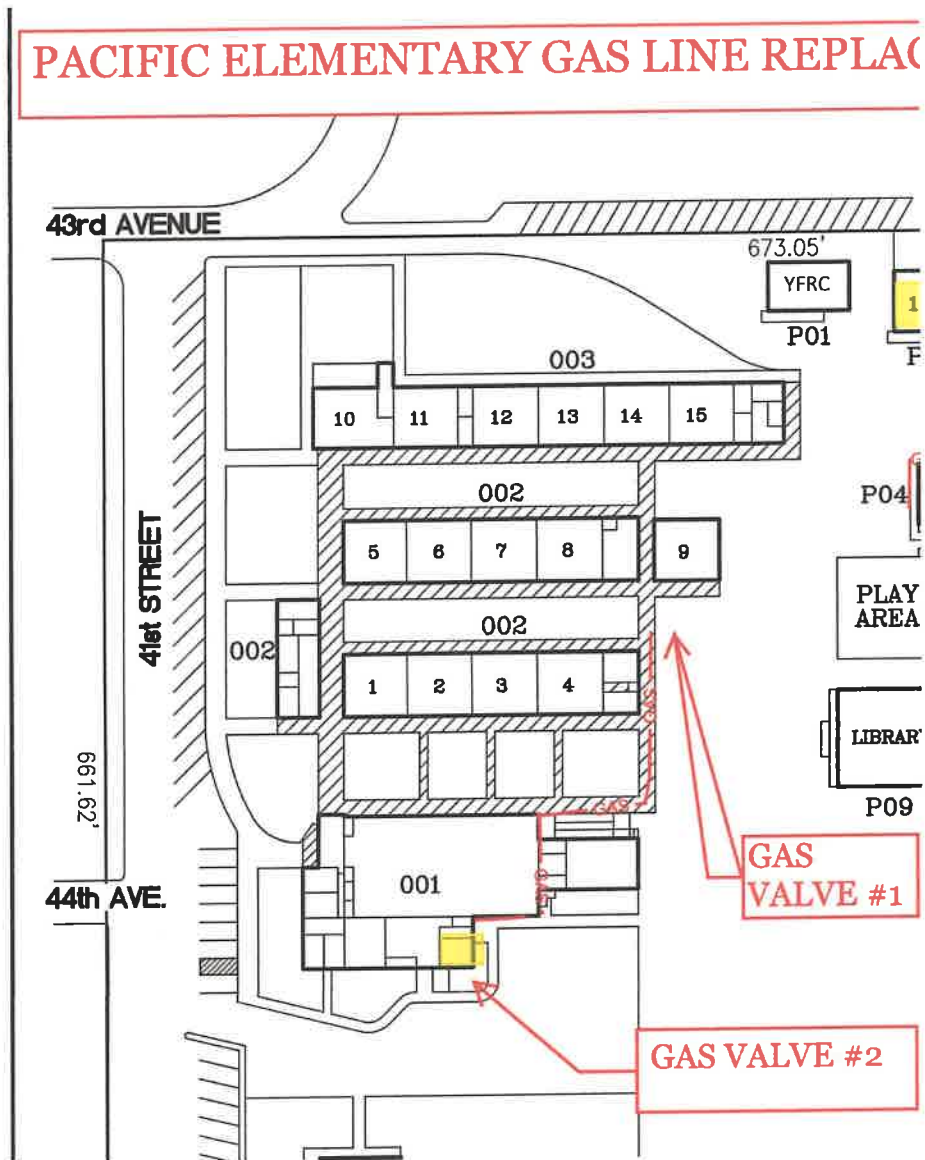 PACIFIC ELEMENTARY GAS LINE REPLAC
43rd AVENUE
673.05'
YFRC
P01
1
003
10 11 12 13 14 15
002
P04
5 6 7 8 9
41st STREET
PLAY
AREA
002
002
1 2 3 4
GAS
LIBRAR
661.62'
P09
GAS
GAS
VALVE #1
001
GAS
44th AVE.
GAS VALVE #2